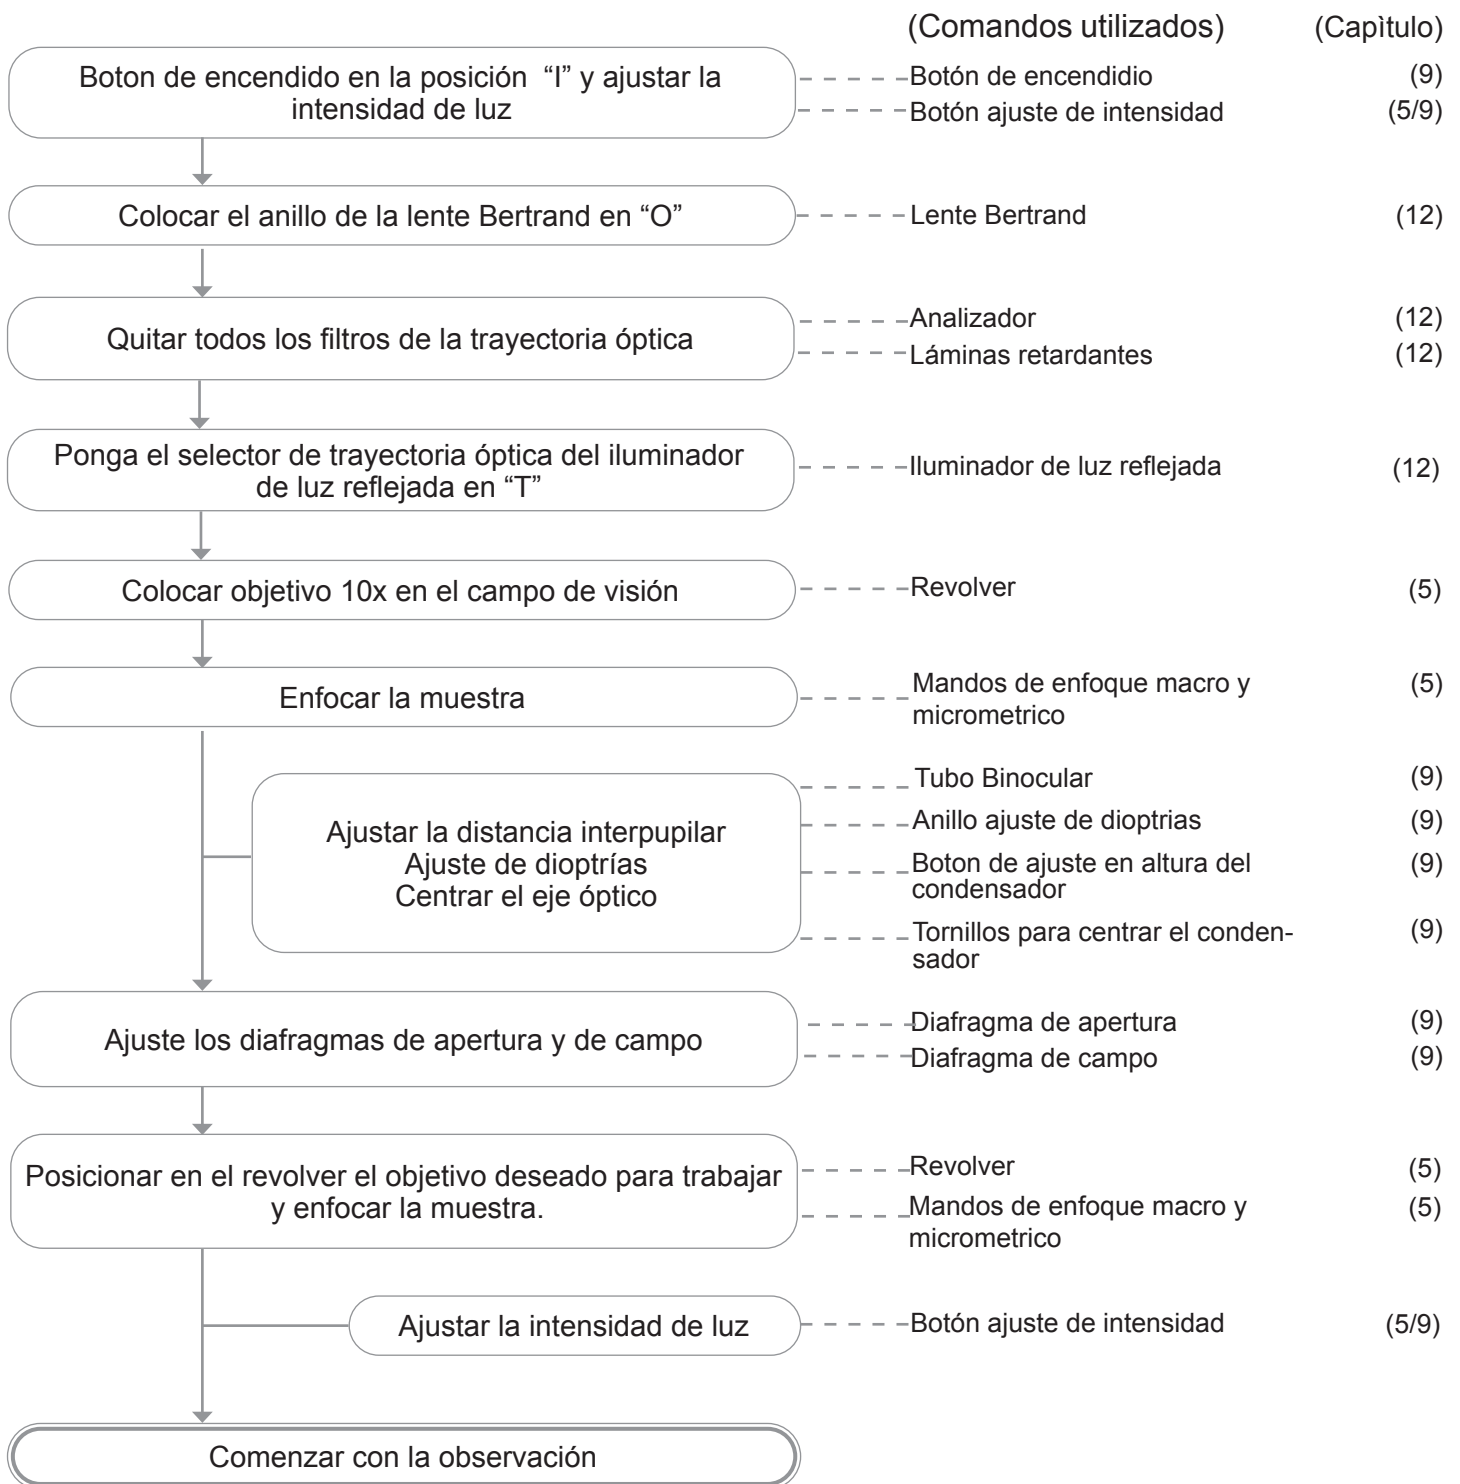 (Comandos utilizados) (Capìtulo)
Boton de encendido en la posición “I” y ajustar la
intensidad de luz
Botón de encendidio (9)
Botón ajuste de intensidad (5/9)
Colocar el anillo de la lente Bertrand en “O”
Lente Bertrand (12)
Quitar todos los filtros de la trayectoria óptica
Analizador (12)
Láminas retardantes (12)
Ponga el selector de trayectoria óptica del iluminador
de luz reflejada en “T”
Iluminador de luz reflejada (12)
Colocar objetivo 10x en el campo de visión
Revolver (5)
Enfocar la muestra
Mandos de enfoque macro y (5)
micrometrico
Ajustar la distancia interpupilar
Ajuste de dioptrías
Centrar el eje óptico
Tubo Binocular (9)
Anillo ajuste de dioptrias (9)
Boton de ajuste en altura del (9)
condensador
Tornillos para centrar el conden- (9)
sador
Ajuste los diafragmas de apertura y de campo
Diafragma de apertura (9)
Diafragma de campo (9)
Posicionar en el revolver el objetivo deseado para trabajar
y enfocar la muestra.
Revolver (5)
Mandos de enfoque macro y (5)
micrometrico
Ajustar la intensidad de luz
Botón ajuste de intensidad (5/9)
Comenzar con la observación